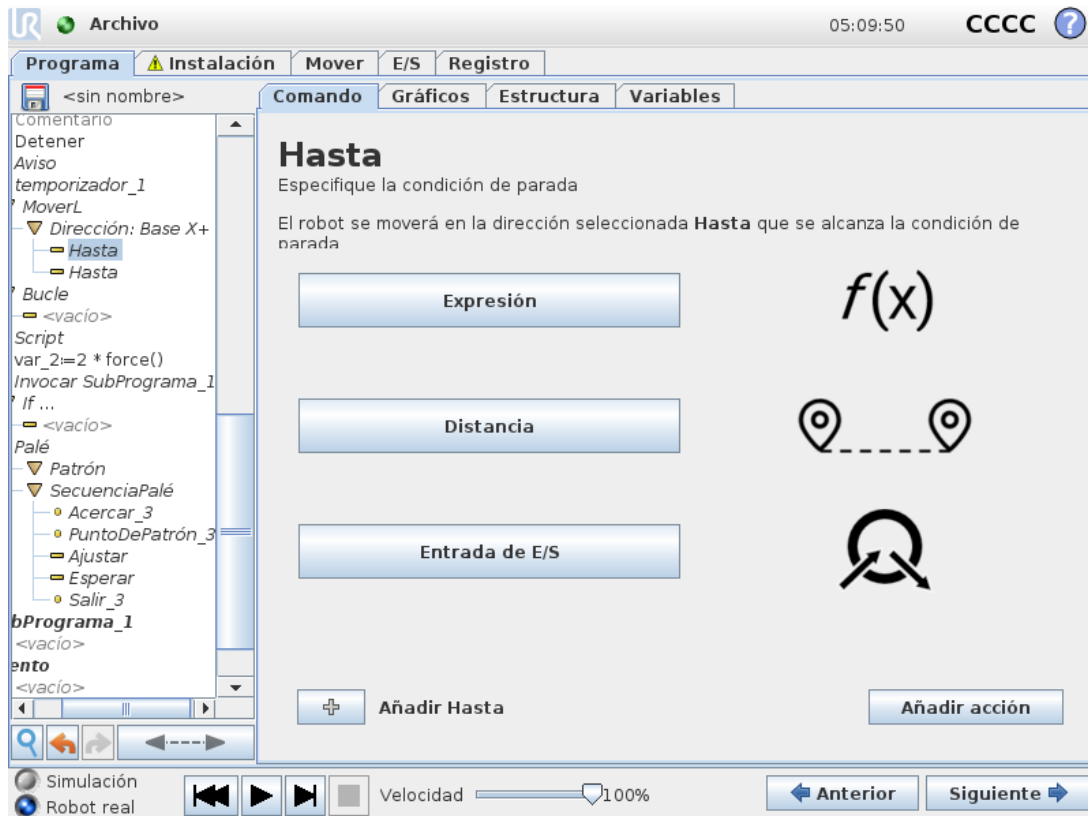 UR
Archivo
05:09:50
CCCC
?
Programa
Instalación
Mover
E/S
Registro
<sin nombre>
Comando
Gráficos
Estructura
Variables
Comentario
Detener
Aviso
temporizador_1
MoverL
Dirección: Base X+
Hasta
Hasta
Bucle
<vacío>
Script
var_2:=2 * force()
Invocar SubPrograma_1
If ...
<vacío>
Palé
Patrón
SecuenciaPalé
Acercar_3
PuntoDePatrón_3
Ajustar
Esperar
Salir_3
bPrograma_1
<vacío>
ento
<vacío>
Hasta
Especifique la condición de parada
El robot se moverá en la dirección seleccionada Hasta que se alcanza la condición de
parada
Expresión
f(x)
Distancia
Entrada de E/S
Añadir Hasta
Añadir acción
Simulación
Robot real
Velocidad
100%
Anterior
Siguiente